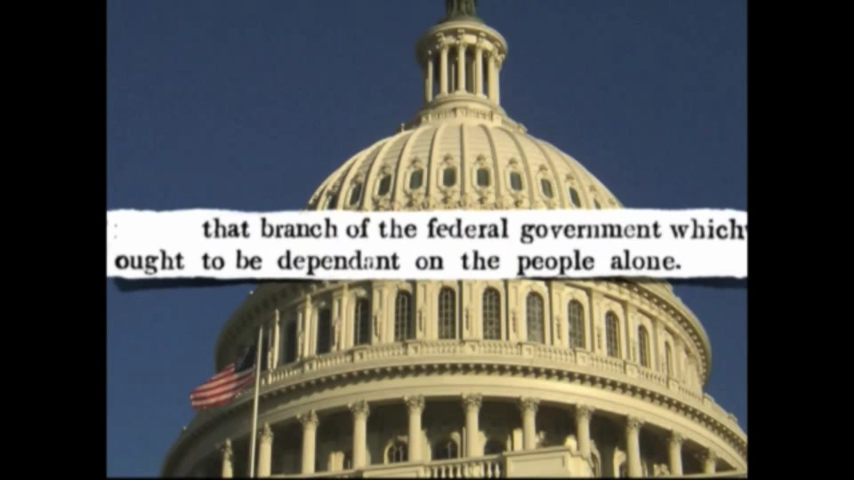 that branch of the federal government which
ought to be dependant on the people alone.